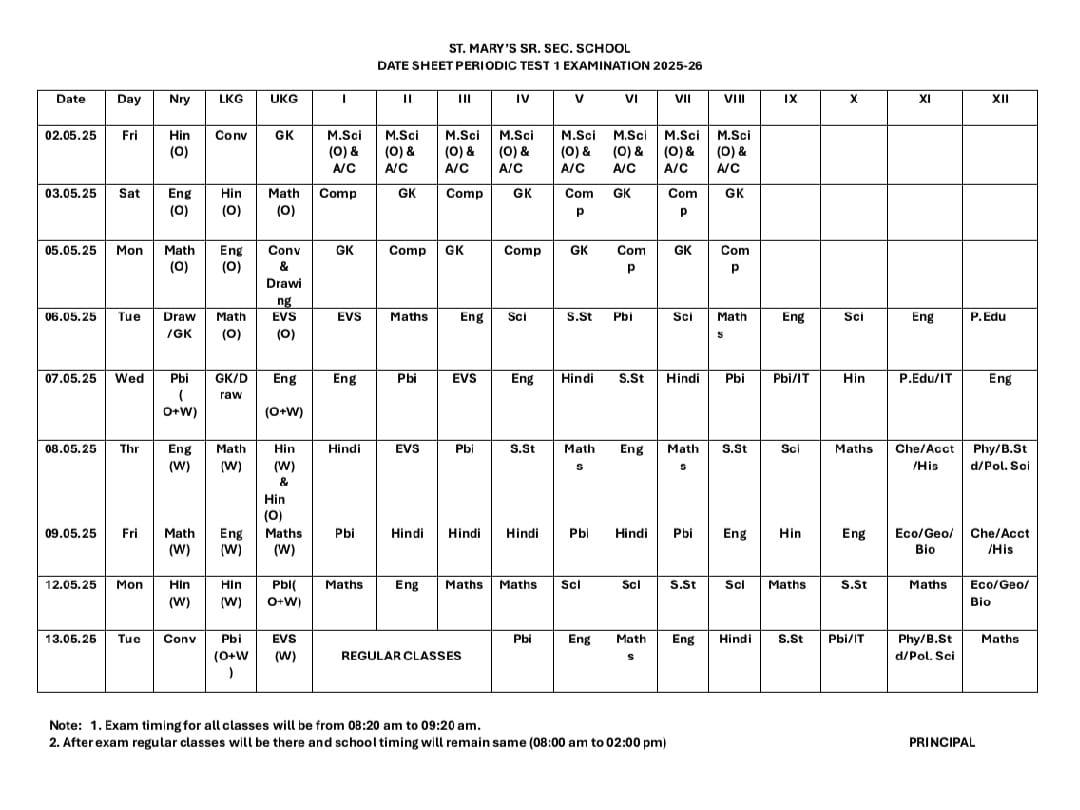 ST. MARY'S SR. SEC. SCHOOL
DATE SHEET PERIODIC TEST 1 EXAMINATION 2025-26
Date Day Nry LKG UKG I II III IV V VI VII VIII IX X XI XII
02.05.25 Fri Hin Conv GK M.Sci M.Sci M.Sci M.Sci M.Sci M.Sci M.Sci M.Sci
(O) (O) & (O) & (O) & (O) & (O) & (O) & (O) & (O) &
A/C A/C A/C A/C A/C A/C A/C A/C
03.05.25 Sat Eng Hin Math Comp GK Comp GK Com GK Com GK
(O) (O) (O) p p
05.05.25 Mon Math Eng Conv GK Comp GK Comp GK Com GK Com
(O) (O) & p p
Drawi
ng
06.05.25 Tue Draw Math EVS EVS Maths Eng Sci S.St Pbi Sci Math Eng Sci Eng P.Edu
/GK (O) (O) s
07.05.25 Wed Pbi GK/D Eng Eng Pbi EVS Eng Hindi S.St Hindi Pbi Pbi/IT Hin P.Edu/IT Eng
( raw
O+W) (O+W)
08.05.25 Thr Eng Math Hin Hindi EVS Pbi S.St Math Eng Math S.St Sci Maths Che/Acct Phy/B.St
(W) (W) (W) s s /His d/Pol. Sci
&
Hin
(O)
09.05.25 Fri Math Eng Maths Pbi Hindi Hindi Hindi Pbi Hindi Pbi Eng Hin Eng Eco/Geo/ Che/Acct
(W) (W) (W) Bio /His
12.05.25 Mon Hin Hin Pbi( Maths Eng Maths Maths Sci Sci S.St Sci Maths S.St Maths Eco/Geo/
(W) (W) O+W) Bio
13.05.25 Tue Conv Pbi EVS Pbi Eng Math Eng Hindi S.St Pbi/IT Phy/B.St Maths
(O+W (W) REGULAR CLASSES s d/Pol. Sci
)
Note: 1. Exam timing for all classes will be from 08:20 am to 09:20 am.
2. After exam regular classes will be there and school timing will remain same (08:00 am to 02:00 pm) PRINCIPAL